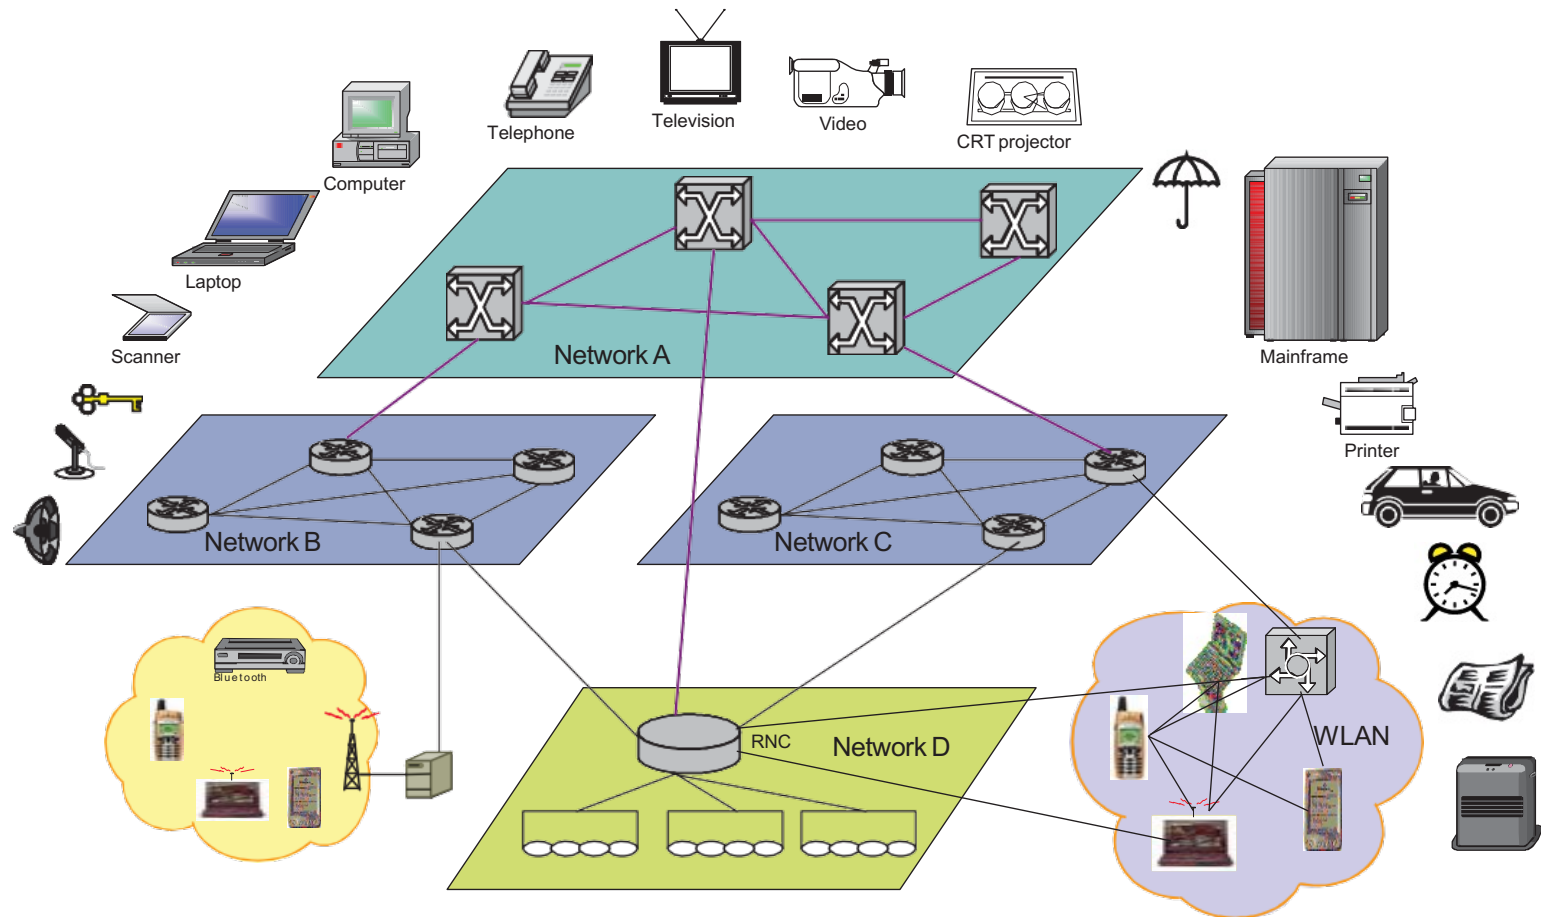 Telephone
Television
Video
CRT projector
Computer
Laptop
Scanner
Mainframe
Printer
Network A
Network B
Network C
Bluetooth
RNC
Network D
WLAN